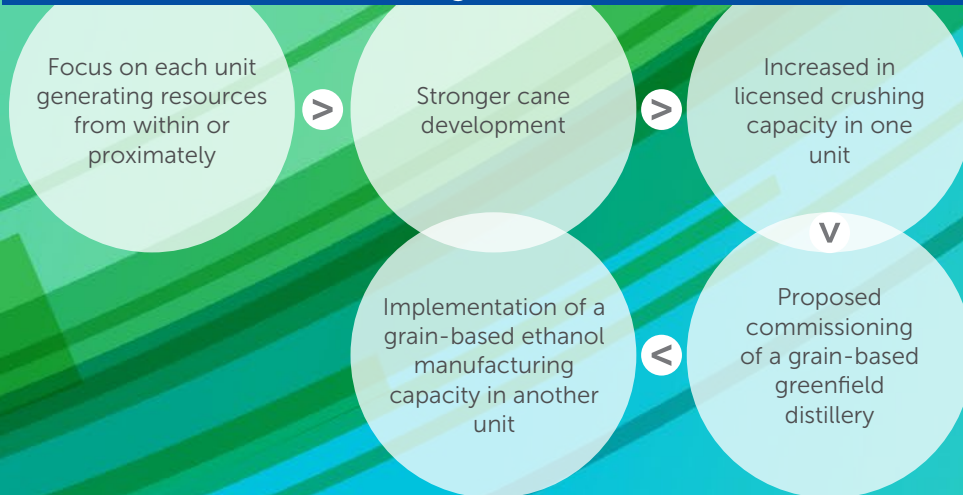 Focus on each unit
generating resources
from within or
proximately
>
Stronger cane
development
>
Increased in
licensed crushing
capacity in one
unit
>
Proposed
commissioning
of a grain-based
greenfield
distillery
<
Implementation of a
grain-based ethanol
manufacturing
capacity in another
unit